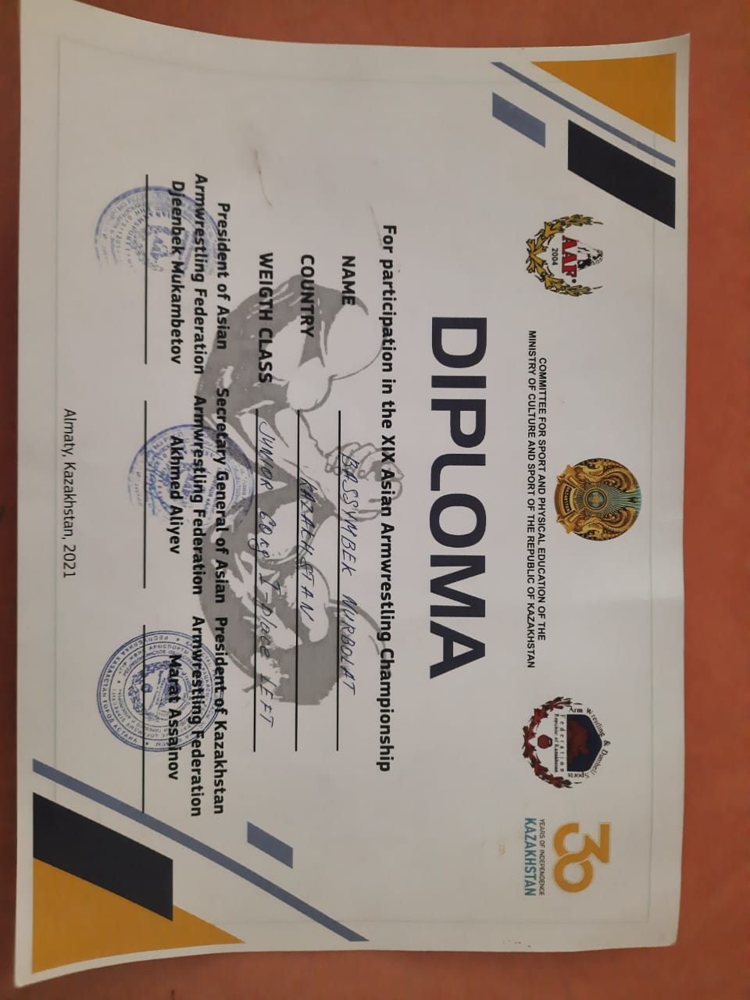 AAF
2004
COMMITTEE FOR SPORT AND PHYSICAL EDUCATION OF THE
MINISTRY OF CULTURE AND SPORT OF THE REPUBLIC OF KAZAKHSTAN
Arm Wrestling & Dumbell Sports
Federation
Republic of Kazakhstan
30
YEARS OF INDEPENDENCE
KAZAKHSTAN
DIPLOMA
For participation in the XIX Asian Armwrestling Championship
NAME BASSYMBEK NURBOLAT
COUNTRY KAZAKHSTAN
WEIGTH CLASS JUNIOR 60 kg I-place LEFT
President of Asian
Armwrestling Federation
Djeenbek Mukambetov
Secretary General of Asian
Armwrestling Federation
Akhmed Aliyev
President of Kazakhstan
Armwrestling Federation
Marat Assainov
Almaty, Kazakhstan, 2021